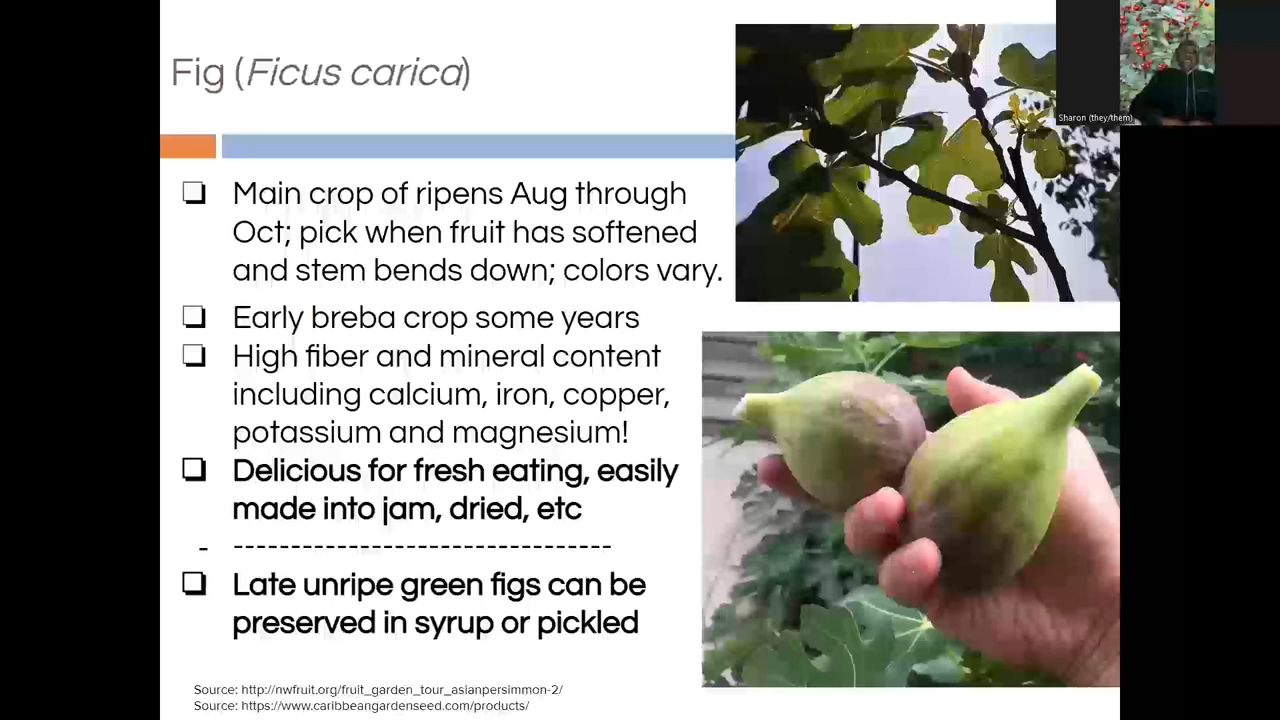 Fig (Ficus carica)
Sharon (they/them)
❑ Main crop of ripens Aug through
Oct; pick when fruit has softened
and stem bends down; colors vary.
❑ Early breba crop some years
❑ High fiber and mineral content
including calcium, iron, copper,
potassium and magnesium!
❑ Delicious for fresh eating, easily
made into jam, dried, etc
- ---------------------------------
❑ Late unripe green figs can be
preserved in syrup or pickled
Source: http://nwfruit.org/fruit_garden_tour_asianpersimmon-2/
Source: https://www.caribbeangardenseed.com/products/